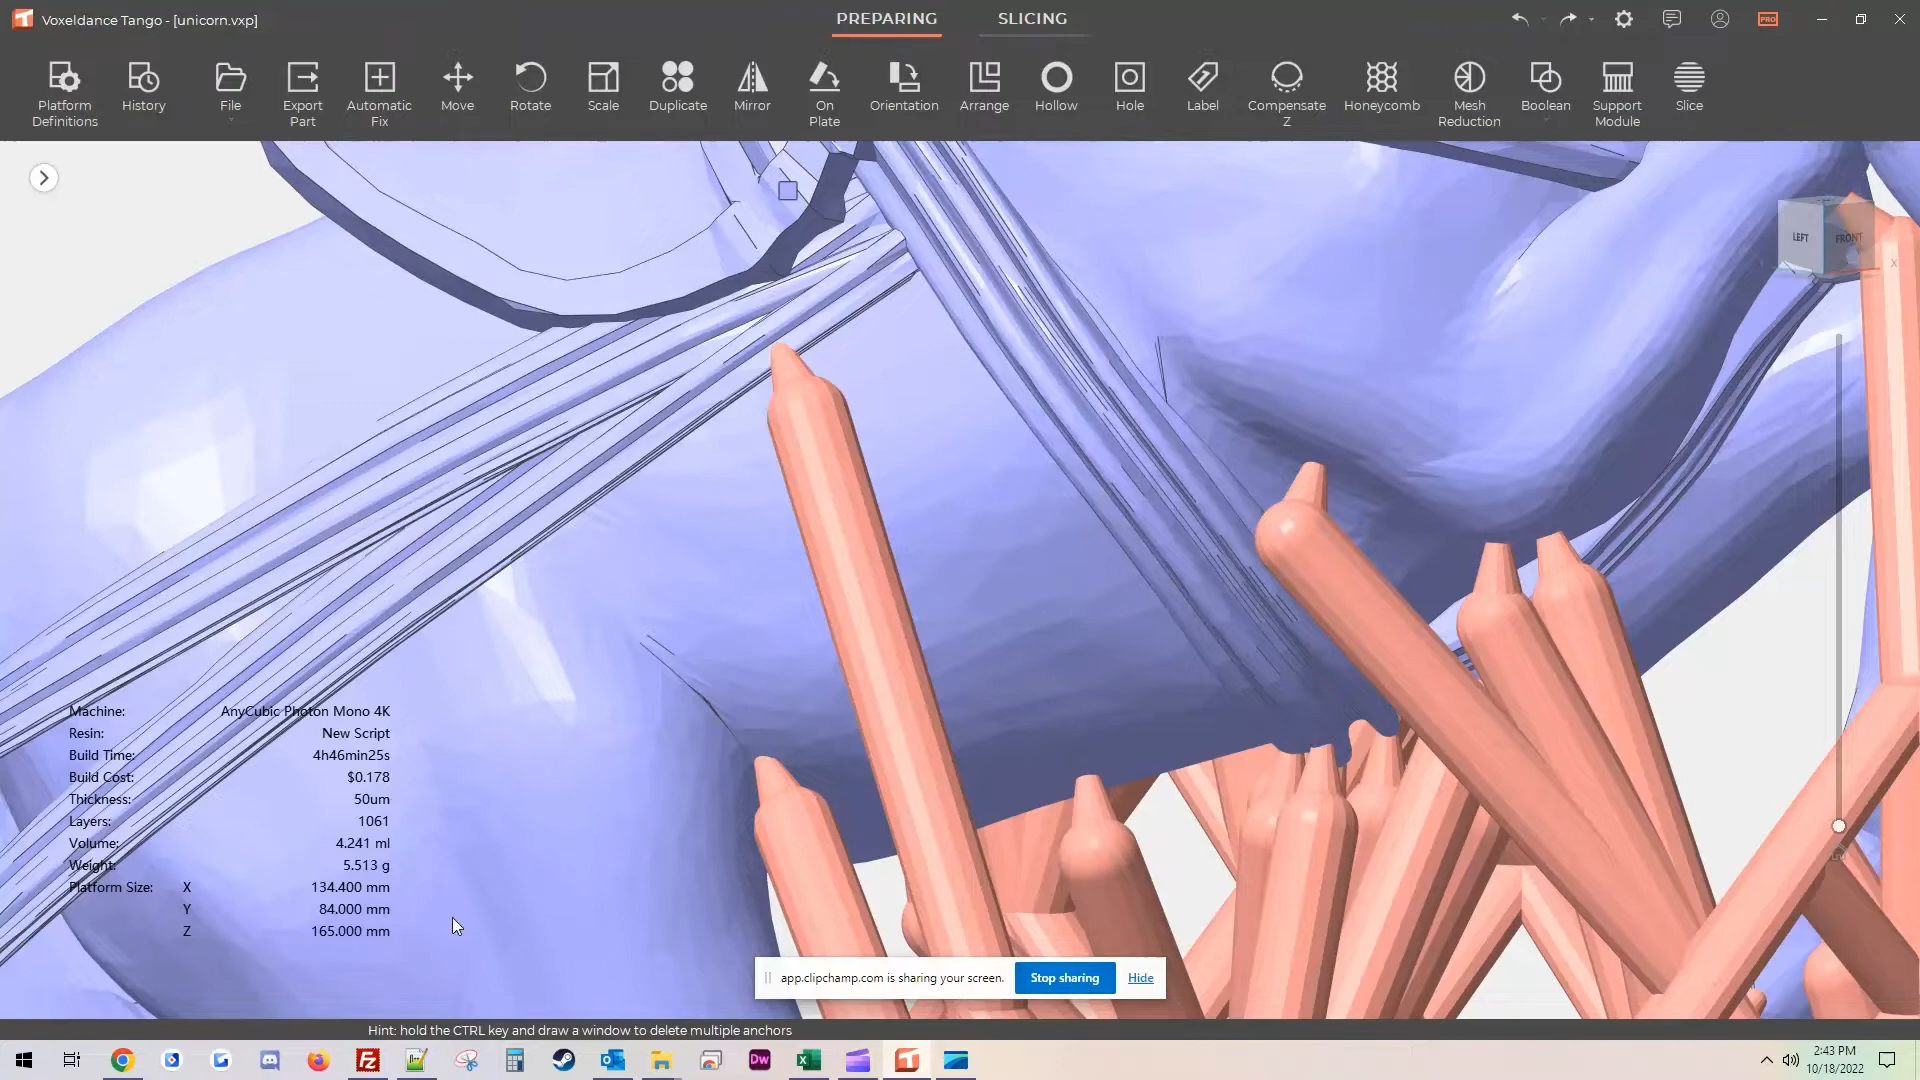 Voxeldance Tango - [unicorn.vxp]
PREPARING
SLICING
PRO
Platform Definitions
History
File
Export Part
Automatic Fix
Move
Rotate
Scale
Duplicate
Mirror
On Plate
Orientation
Arrange
Hollow
Hole
Label
Compensate Z
Honeycomb
Mesh Reduction
Boolean
Support Module
Slice
LEFT
FRONT
X
Machine: AnyCubic Photon Mono 4K
Resin: New Script
Build Time: 4h46min25s
Build Cost: $0.178
Thickness: 50um
Layers: 1061
Volume: 4.241 ml
Weight: 5.513 g
Platform Size: X 134.400 mm
Y 84.000 mm
Z 165.000 mm
app.clipchamp.com is sharing your screen.
Stop sharing
Hide
Hint: hold the CTRL key and draw a window to delete multiple anchors
Fz
Dw
2:43 PM
10/18/2022